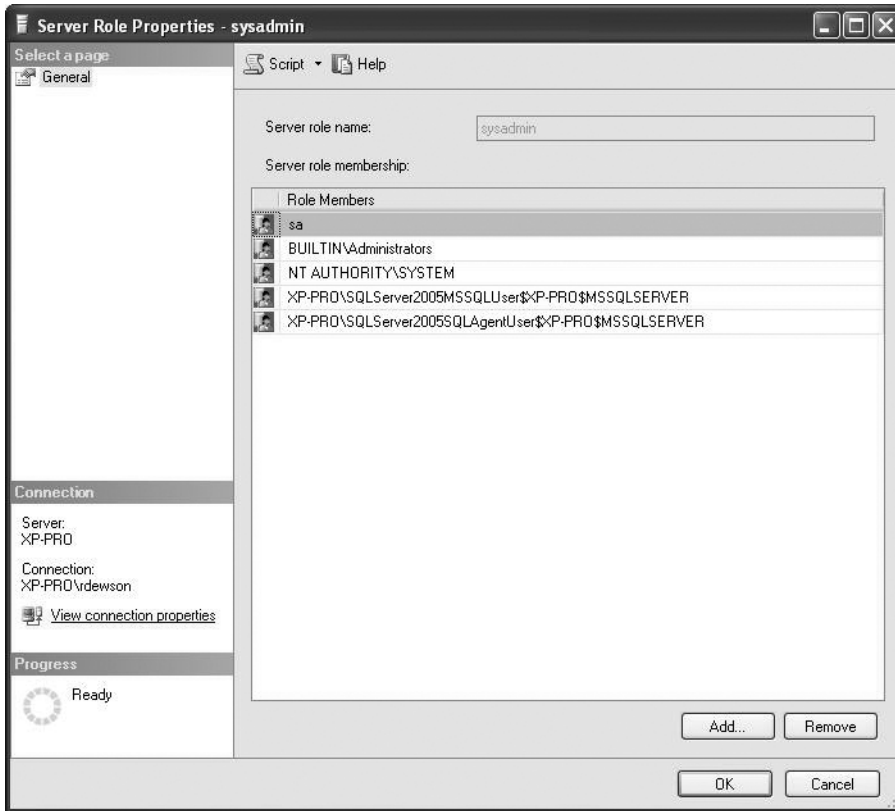 Server Role Properties - sysadmin
Select a page
General
Script
Help
Server role name:
sysadmin
Server role membership:
Role Members
sa
BUILTIN\Administrators
NT AUTHORITY\SYSTEM
XP-PRO\SQLServer2005MSSQLUser$XP-PRO$MSSQLSERVER
XP-PRO\SQLServer2005SQLAgentUser$XP-PRO$MSSQLSERVER
Connection
Server:
XP-PRO
Connection:
XP-PRO\rdewson
View connection properties
Progress
Ready
Add...
Remove
OK
Cancel